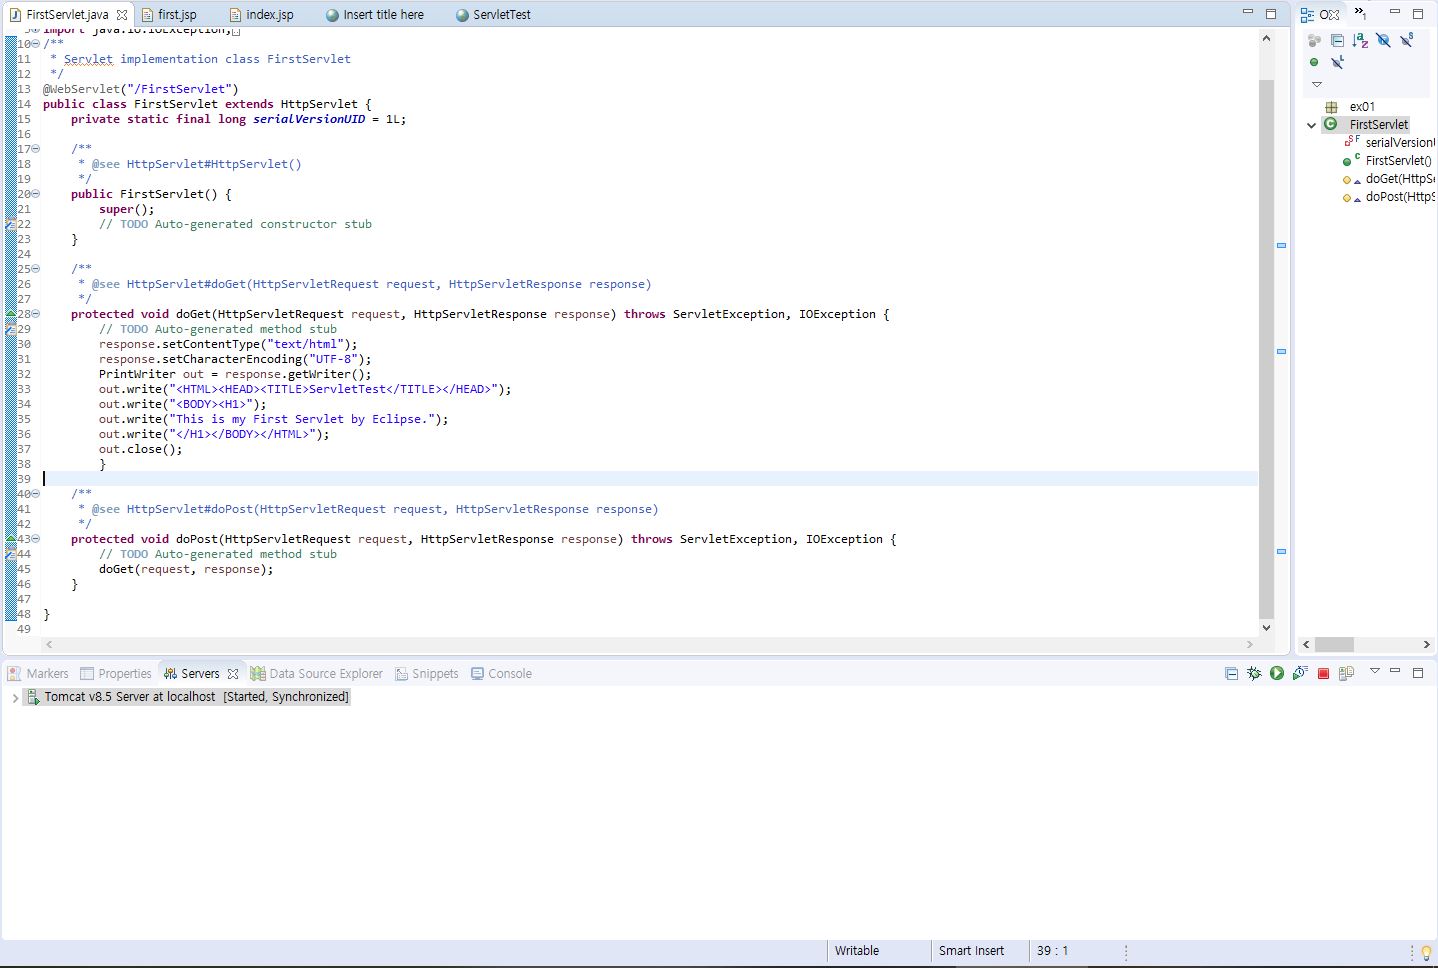 FirstServlet.java
first.jsp
index.jsp
Insert title here
ServletTest
9 import java.io.IOException;
10 /**
11 * Servlet implementation class FirstServlet
12 */
13 @WebServlet("/FirstServlet")
14 public class FirstServlet extends HttpServlet {
15 private static final long serialVersionUID = 1L;
16
17 /**
18 * @see HttpServlet#HttpServlet()
19 */
20 public FirstServlet() {
21 super();
22 // TODO Auto-generated constructor stub
23 }
24
25 /**
26 * @see HttpServlet#doGet(HttpServletRequest request, HttpServletResponse response)
27 */
28 protected void doGet(HttpServletRequest request, HttpServletResponse response) throws ServletException, IOException {
29 // TODO Auto-generated method stub
30 response.setContentType("text/html");
31 response.setCharacterEncoding("UTF-8");
32 PrintWriter out = response.getWriter();
33 out.write("<HTML><HEAD><TITLE>ServletTest</TITLE></HEAD>");
34 out.write("<BODY><H1>");
35 out.write("This is my First Servlet by Eclipse.");
36 out.write("</H1></BODY></HTML>");
37 out.close();
38 }
39
40 /**
41 * @see HttpServlet#doPost(HttpServletRequest request, HttpServletResponse response)
42 */
43 protected void doPost(HttpServletRequest request, HttpServletResponse response) throws ServletException, IOException {
44 // TODO Auto-generated method stub
45 doGet(request, response);
46 }
47
48 }
49
ex01
FirstServlet
serialVersionU
FirstServlet()
doGet(HttpSe
doPost(HttpS
Markers
Properties
Servers
Data Source Explorer
Snippets
Console
Tomcat v8.5 Server at localhost [Started, Synchronized]
Writable
Smart Insert
39 : 1